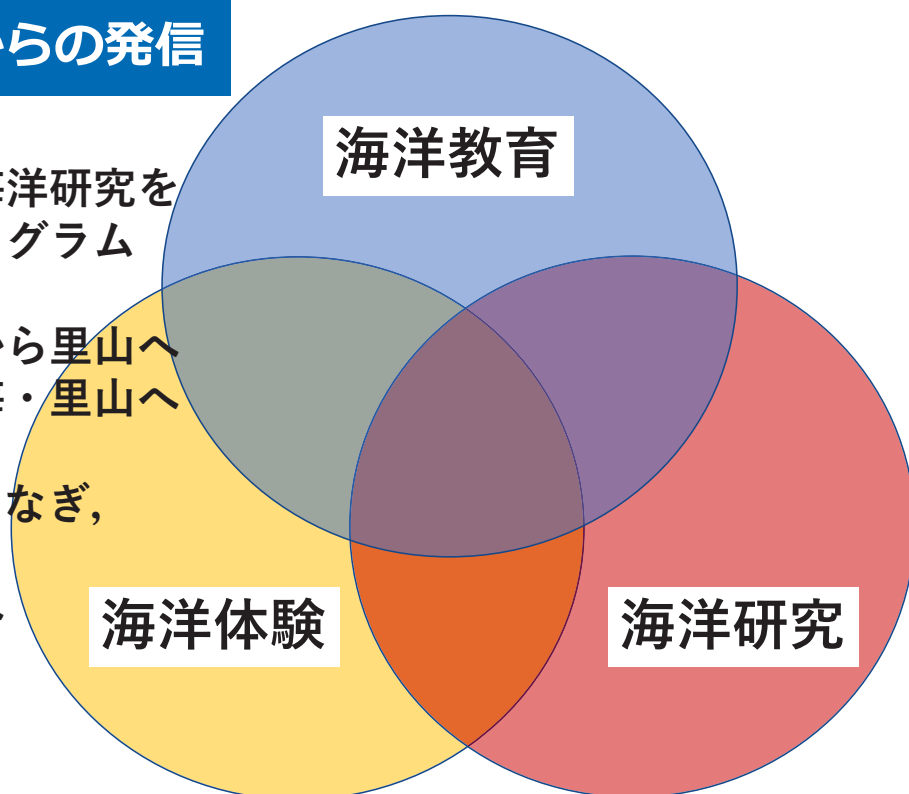 らの発信
海洋教育
洋研究を
グラム
ら里山へ
・里山へ
なぎ,
海洋体験
海洋研究